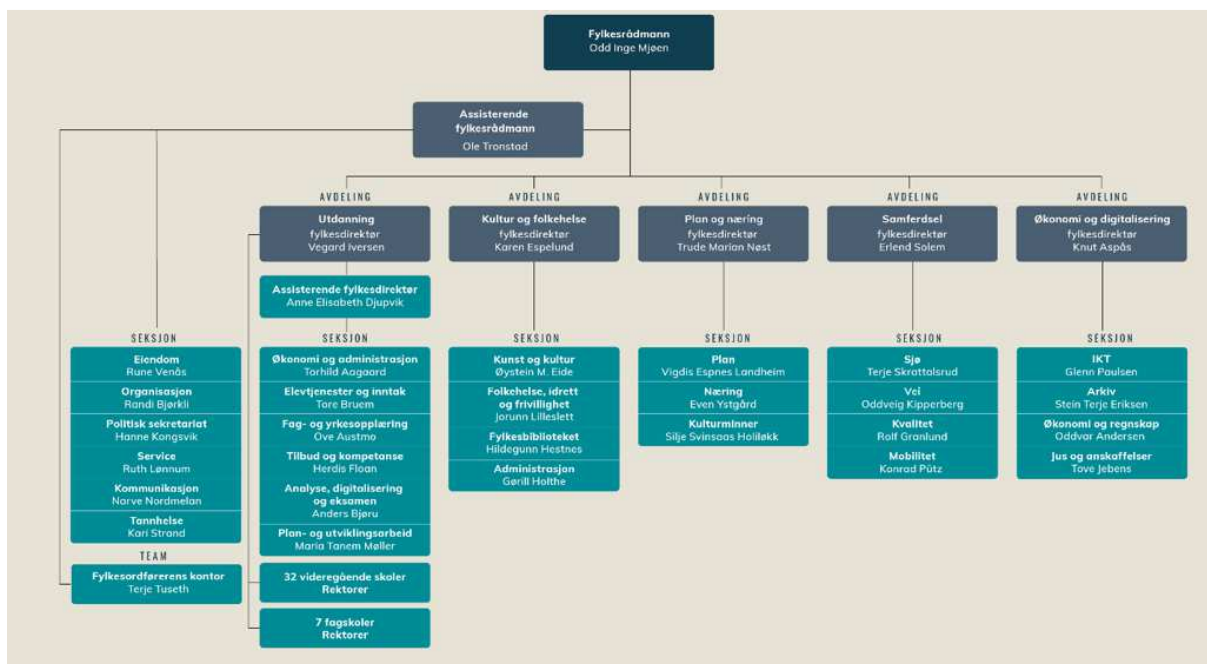 Fylkesrådmann
Odd Inge Mjøen
Assisterende
fylkesrådmann
Ole Tronstad
AVDELING
Utdanning
fylkesdirektør
Vegard Iversen
AVDELING
Kultur og folkehelse
fylkesdirektør
Karen Espelund
AVDELING
Plan og næring
fylkesdirektør
Trude Marian Nøst
AVDELING
Samferdsel
fylkesdirektør
Erlend Solem
AVDELING
Økonomi og digitalisering
fylkesdirektør
Knut Aspås
Assisterende fylkesdirektør
Anne Elisabeth Djupvik
SEKSJON
Eiendom
Rune Venås
Organisasjon
Randi Bjørkli
Politisk sekretariat
Hanne Kongsvik
Service
Ruth Lønnum
Kommunikasjon
Narve Nordmelan
Tannhelse
Kari Strand
TEAM
Fylkesordførerens kontor
Terje Tuseth
SEKSJON
Økonomi og administrasjon
Torhild Aagaard
Elevtjenester og inntak
Tore Bruem
Fag- og yrkesopplæring
Ove Austmo
Tilbud og kompetanse
Herdis Floan
Analyse, digitalisering
og eksamen
Anders Bjøru
Plan- og utviklingsarbeid
Maria Tanem Møller
32 videregående skoler
Rektorer
7 fagskoler
Rektorer
SEKSJON
Kunst og kultur
Øystein M. Eide
Folkehelse, idrett
og frivillighet
Jorunn Lilleslett
Fylkesbiblioteket
Hildegunn Hestnes
Administrasjon
Gørill Holthe
SEKSJON
Plan
Vigdis Espnes Landheim
Næring
Even Ystgård
Kulturminner
Silje Svinsaas Holiløkk
SEKSJON
Sjø
Terje Skrattalsrud
Vei
Oddveig Kipperberg
Kvalitet
Rolf Granlund
Mobilitet
Konrad Pütz
SEKSJON
IKT
Glenn Paulsen
Arkiv
Stein Terje Eriksen
Økonomi og regnskap
Oddvar Andersen
Jus og anskaffelser
Tove Jebens